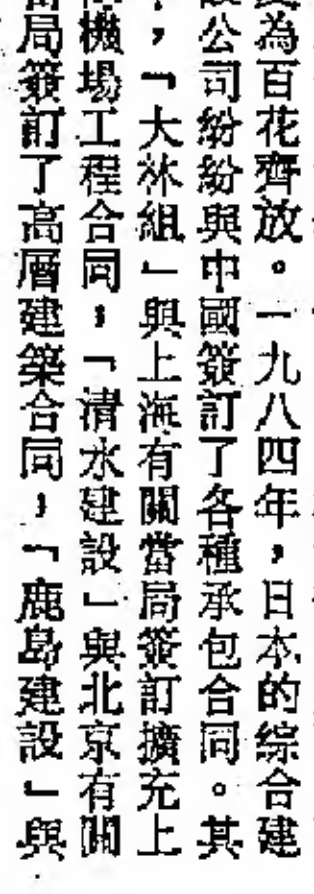 為百花齊放。一九八四年，日本的綜合建
公司紛紛與中國簽訂了各種承包合同。其
，「大林組」與上海有關當局簽訂擴充上
機場工程合同，「清水建設」與北京有關
局簽訂了高層建築合同，「鹿島建設」與